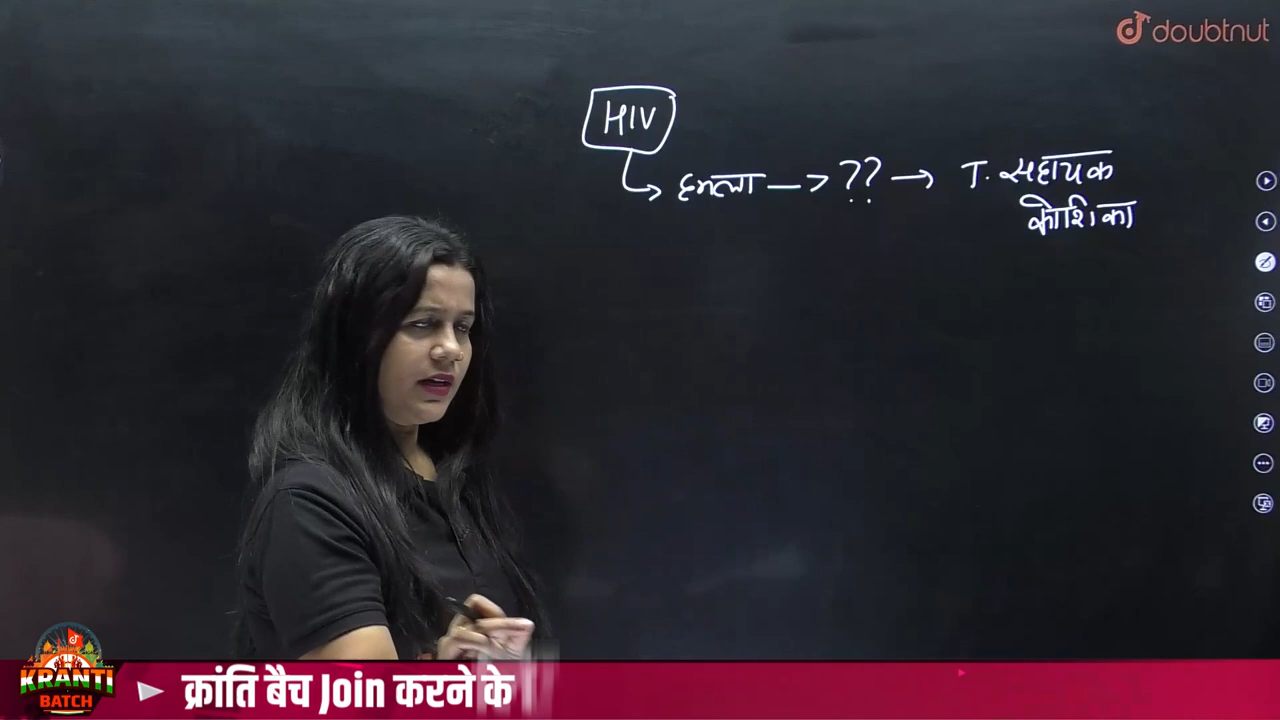 doubtnut
HIV
हमला → ?? → T. सहायक
कोशिका
KRANTI
BATCH
क्रांति बैच Join करने के